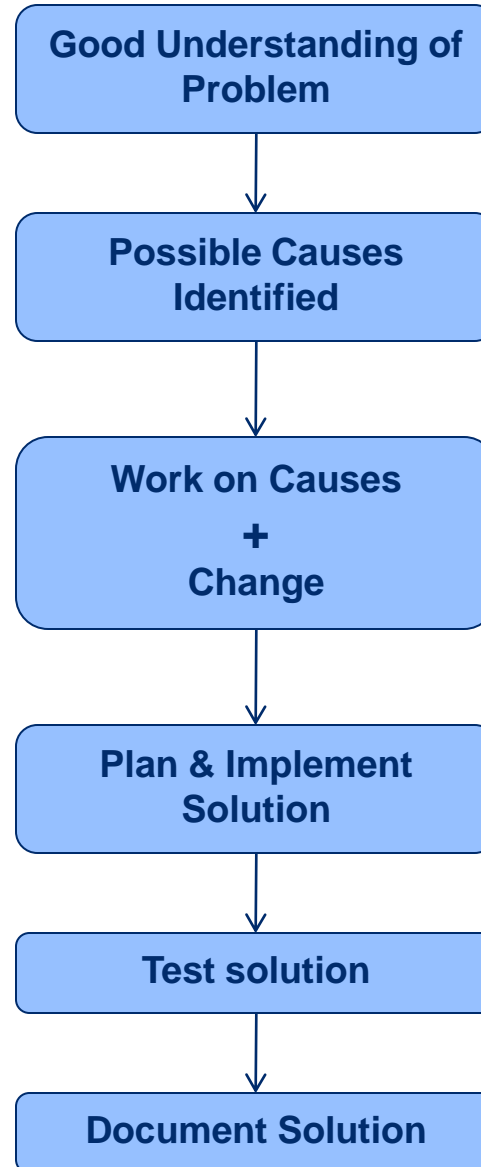 Good Understanding of
Problem
Possible Causes
Identified
Work on Causes
+
Change
Plan & Implement
Solution
Test solution
Document Solution